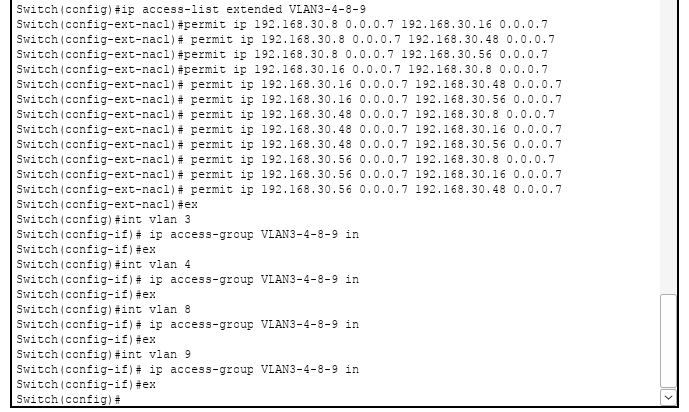 Switch(config)#ip access-list extended VLAN3-4-8-9
Switch(config-ext-nacl)#permit ip 192.168.30.8 0.0.0.7 192.168.30.16 0.0.0.7
Switch(config-ext-nacl)# permit ip 192.168.30.8 0.0.0.7 192.168.30.48 0.0.0.7
Switch(config-ext-nacl)#permit ip 192.168.30.8 0.0.0.7 192.168.30.56 0.0.0.7
Switch(config-ext-nacl)#permit ip 192.168.30.16 0.0.0.7 192.168.30.8 0.0.0.7
Switch(config-ext-nacl)# permit ip 192.168.30.16 0.0.0.7 192.168.30.48 0.0.0.7
Switch(config-ext-nacl)# permit ip 192.168.30.16 0.0.0.7 192.168.30.56 0.0.0.7
Switch(config-ext-nacl)# permit ip 192.168.30.48 0.0.0.7 192.168.30.8 0.0.0.7
Switch(config-ext-nacl)# permit ip 192.168.30.48 0.0.0.7 192.168.30.16 0.0.0.7
Switch(config-ext-nacl)# permit ip 192.168.30.48 0.0.0.7 192.168.30.56 0.0.0.7
Switch(config-ext-nacl)# permit ip 192.168.30.56 0.0.0.7 192.168.30.8 0.0.0.7
Switch(config-ext-nacl)# permit ip 192.168.30.56 0.0.0.7 192.168.30.16 0.0.0.7
Switch(config-ext-nacl)# permit ip 192.168.30.56 0.0.0.7 192.168.30.48 0.0.0.7
Switch(config-ext-nacl)#ex
Switch(config)#int vlan 3
Switch(config-if)# ip access-group VLAN3-4-8-9 in
Switch(config-if)#ex
Switch(config)#int vlan 4
Switch(config-if)# ip access-group VLAN3-4-8-9 in
Switch(config-if)#ex
Switch(config)#int vlan 8
Switch(config-if)# ip access-group VLAN3-4-8-9 in
Switch(config-if)#ex
Switch(config)#int vlan 9
Switch(config-if)# ip access-group VLAN3-4-8-9 in
Switch(config-if)#ex
Switch(config)#